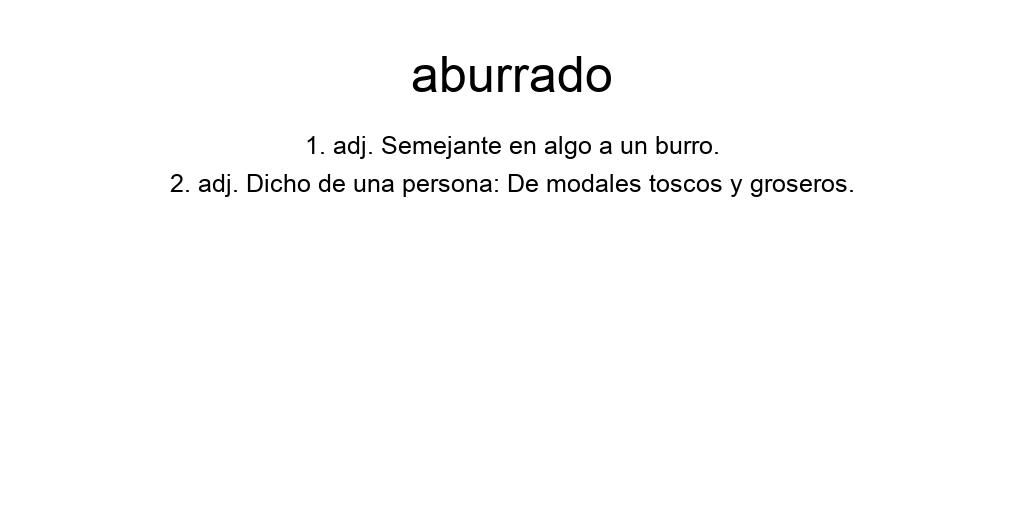 aburrado
1. adj. Semejante en algo a un burro.
2. adj. Dicho de una persona: De modales toscos y groseros.